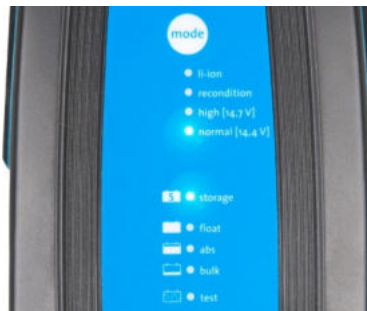 mode
li-ion
recondition
high [14,7 V]
normal [14,4 V]
S storage
float
abs
bulk
test